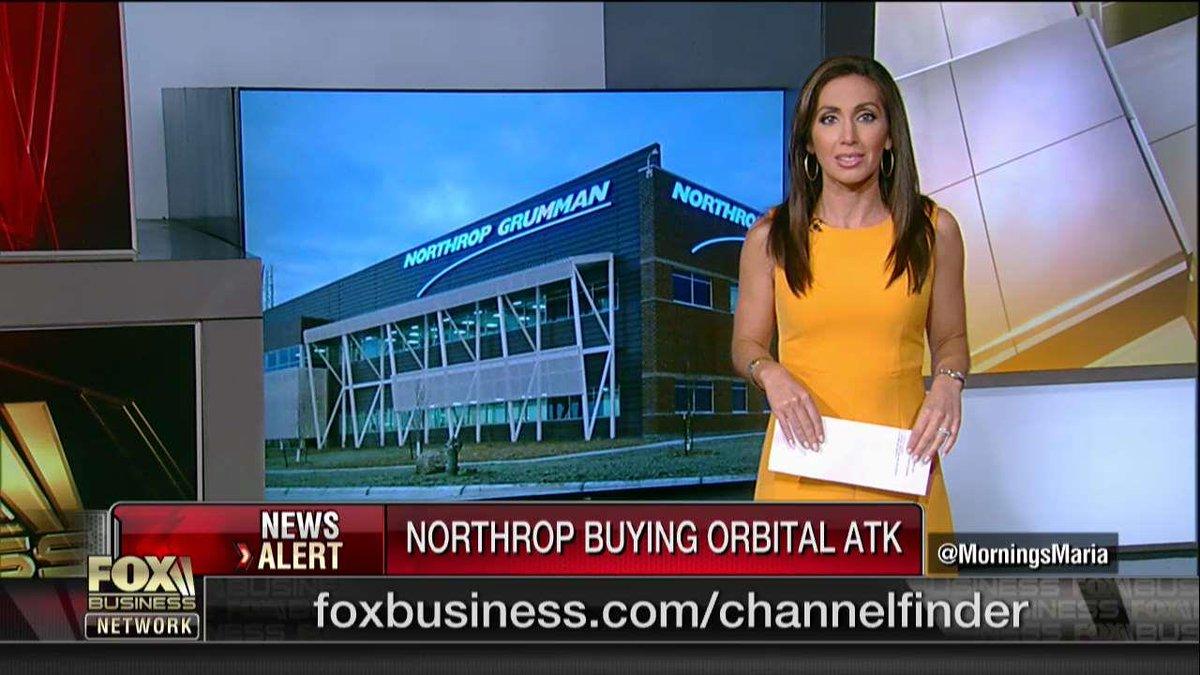 NORTHROP GRUMMAN
NORTHRO
NEWS
ALERT
NORTHROP BUYING ORBITAL ATK
@MorningsMaria
FOX
BUSINESS
NETWORK
foxbusiness.com/channelfinder